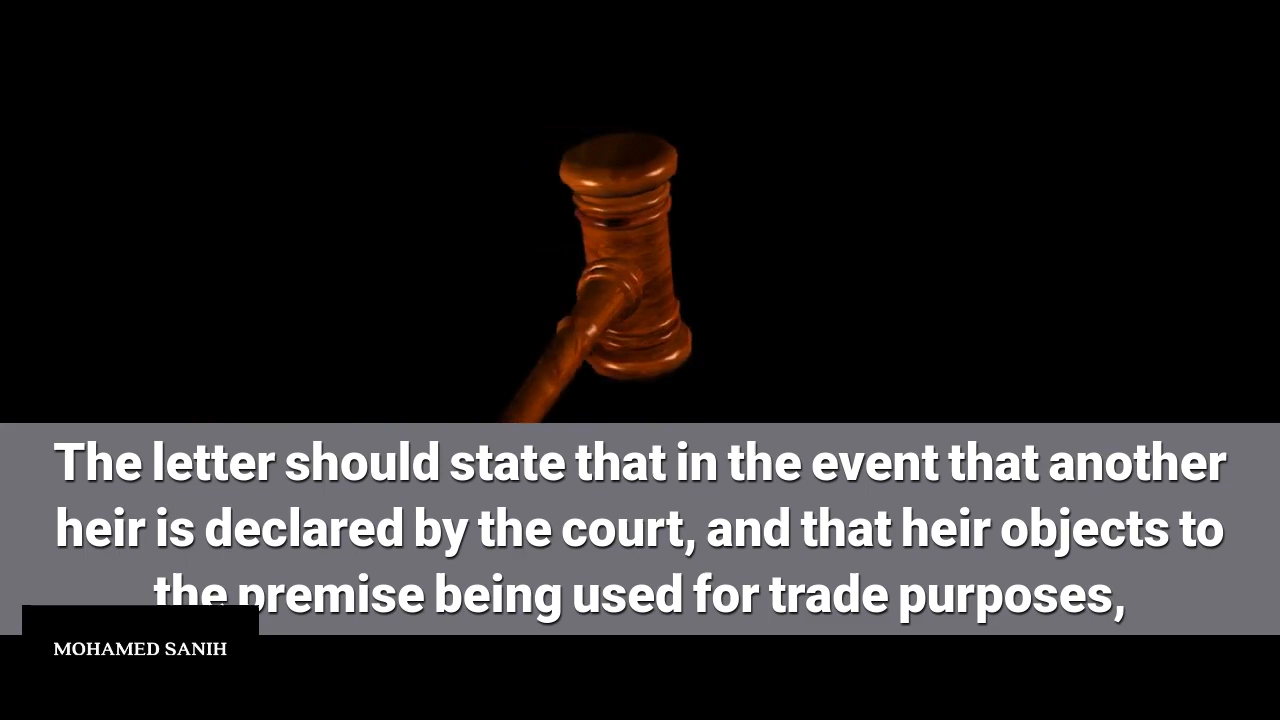 The letter should state that in the event that another
heir is declared by the court, and that heir objects to
the premise being used for trade purposes,
MOHAMED SANIH